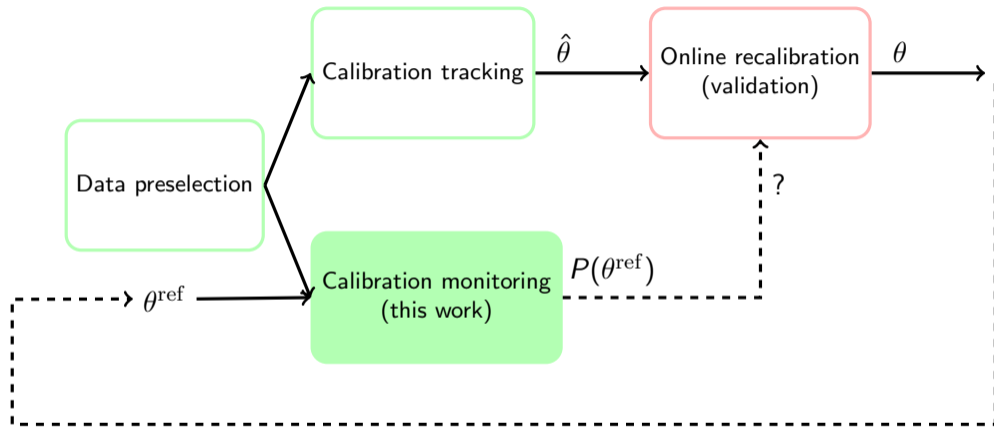 Calibration tracking
θ̂
Online recalibration
(validation)
θ
Data preselection
?
Calibration monitoring
(this work)
P(θ^ref)
θ^ref